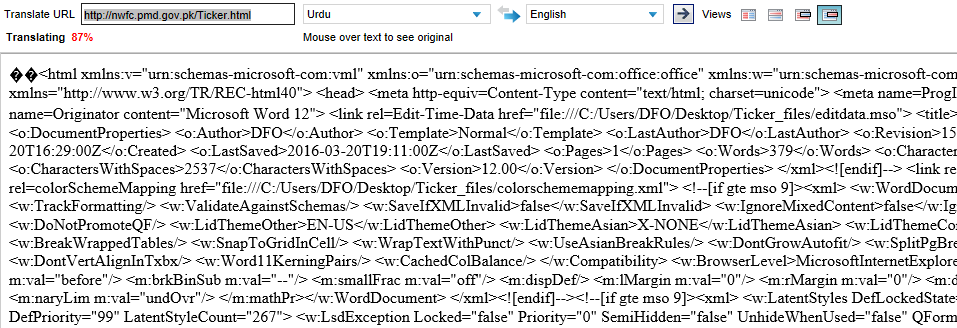 Translate URL http://nwfc.pmd.gov.pk/Ticker.html Urdu English Views
Translating 87% Mouse over text to see original
��<html xmlns:v="urn:schemas-microsoft-com:vml" xmlns:o="urn:schemas-microsoft-com:office:office" xmlns:w="urn:schemas-microsoft-com
xmlns="http://www.w3.org/TR/REC-html40"> <head> <meta http-equiv=Content-Type content="text/html; charset=unicode"> <meta name=ProgI
name=Originator content="Microsoft Word 12"> <link rel=Edit-Time-Data href="file:///C:/Users/DFO/Desktop/Ticker_files/editdata.mso"> <title>
<o:DocumentProperties> <o:Author>DFO</o:Author> <o:Template>Normal</o:Template> <o:LastAuthor>DFO</o:LastAuthor> <o:Revision>15
20T16:29:00Z</o:Created> <o:LastSaved>2016-03-20T19:11:00Z</o:LastSaved> <o:Pages>1</o:Pages> <o:Words>379</o:Words> <o:Character
<o:CharactersWithSpaces>2537</o:CharactersWithSpaces> <o:Version>12.00</o:Version> </o:DocumentProperties> </xml><![endif]--> <link re
rel=colorSchemeMapping href="file:///C:/Users/DFO/Desktop/Ticker_files/colorschememapping.xml"> <!--[if gte mso 9]><xml> <w:WordDocum
<w:TrackFormatting/> <w:ValidateAgainstSchemas/> <w:SaveIfXMLInvalid>false</w:SaveIfXMLInvalid> <w:IgnoreMixedContent>false</w:Ig
<w:DoNotPromoteQF/> <w:LidThemeOther>EN-US</w:LidThemeOther> <w:LidThemeAsian>X-NONE</w:LidThemeAsian> <w:LidThemeCo
<w:BreakWrappedTables/> <w:SnapToGridInCell/> <w:WrapTextWithPunct/> <w:UseAsianBreakRules/> <w:DontGrowAutofit/> <w:SplitPgBre
<w:DontVertAlignInTxbx/> <w:Word11KerningPairs/> <w:CachedColBalance/> </w:Compatibility> <w:BrowserLevel>MicrosoftInternetExplore
m:val="before"/> <m:brkBinSub m:val="--"/> <m:smallFrac m:val="off"/> <m:dispDef/> <m:lMargin m:val="0"/> <m:rMargin m:val="0"/> <m:d
<m:naryLim m:val="undOvr"/> </m:mathPr></w:WordDocument> </xml><![endif]--><!--[if gte mso 9]><xml> <w:LatentStyles DefLockedState=
DefPriority="99" LatentStyleCount="267"> <w:LsdException Locked="false" Priority="0" SemiHidden="false" UnhideWhenUsed="false" QForm